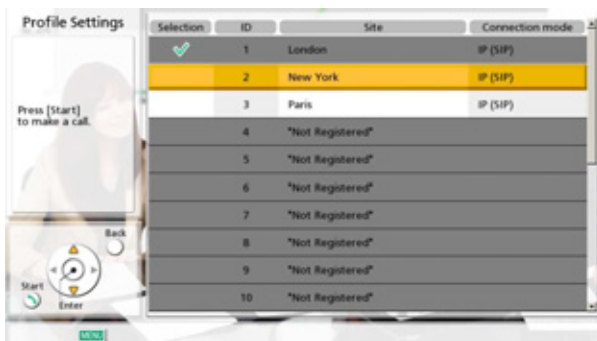 Profile Settings
Selection ID Site Connection mode
1 London IP (SIP)
2 New York IP (SIP)
3 Paris IP (SIP)
4 "Not Registered"
5 "Not Registered"
6 "Not Registered"
7 "Not Registered"
8 "Not Registered"
9 "Not Registered"
10 "Not Registered"
Press [Start]
to make a call.
Back
Start
Enter
MENU